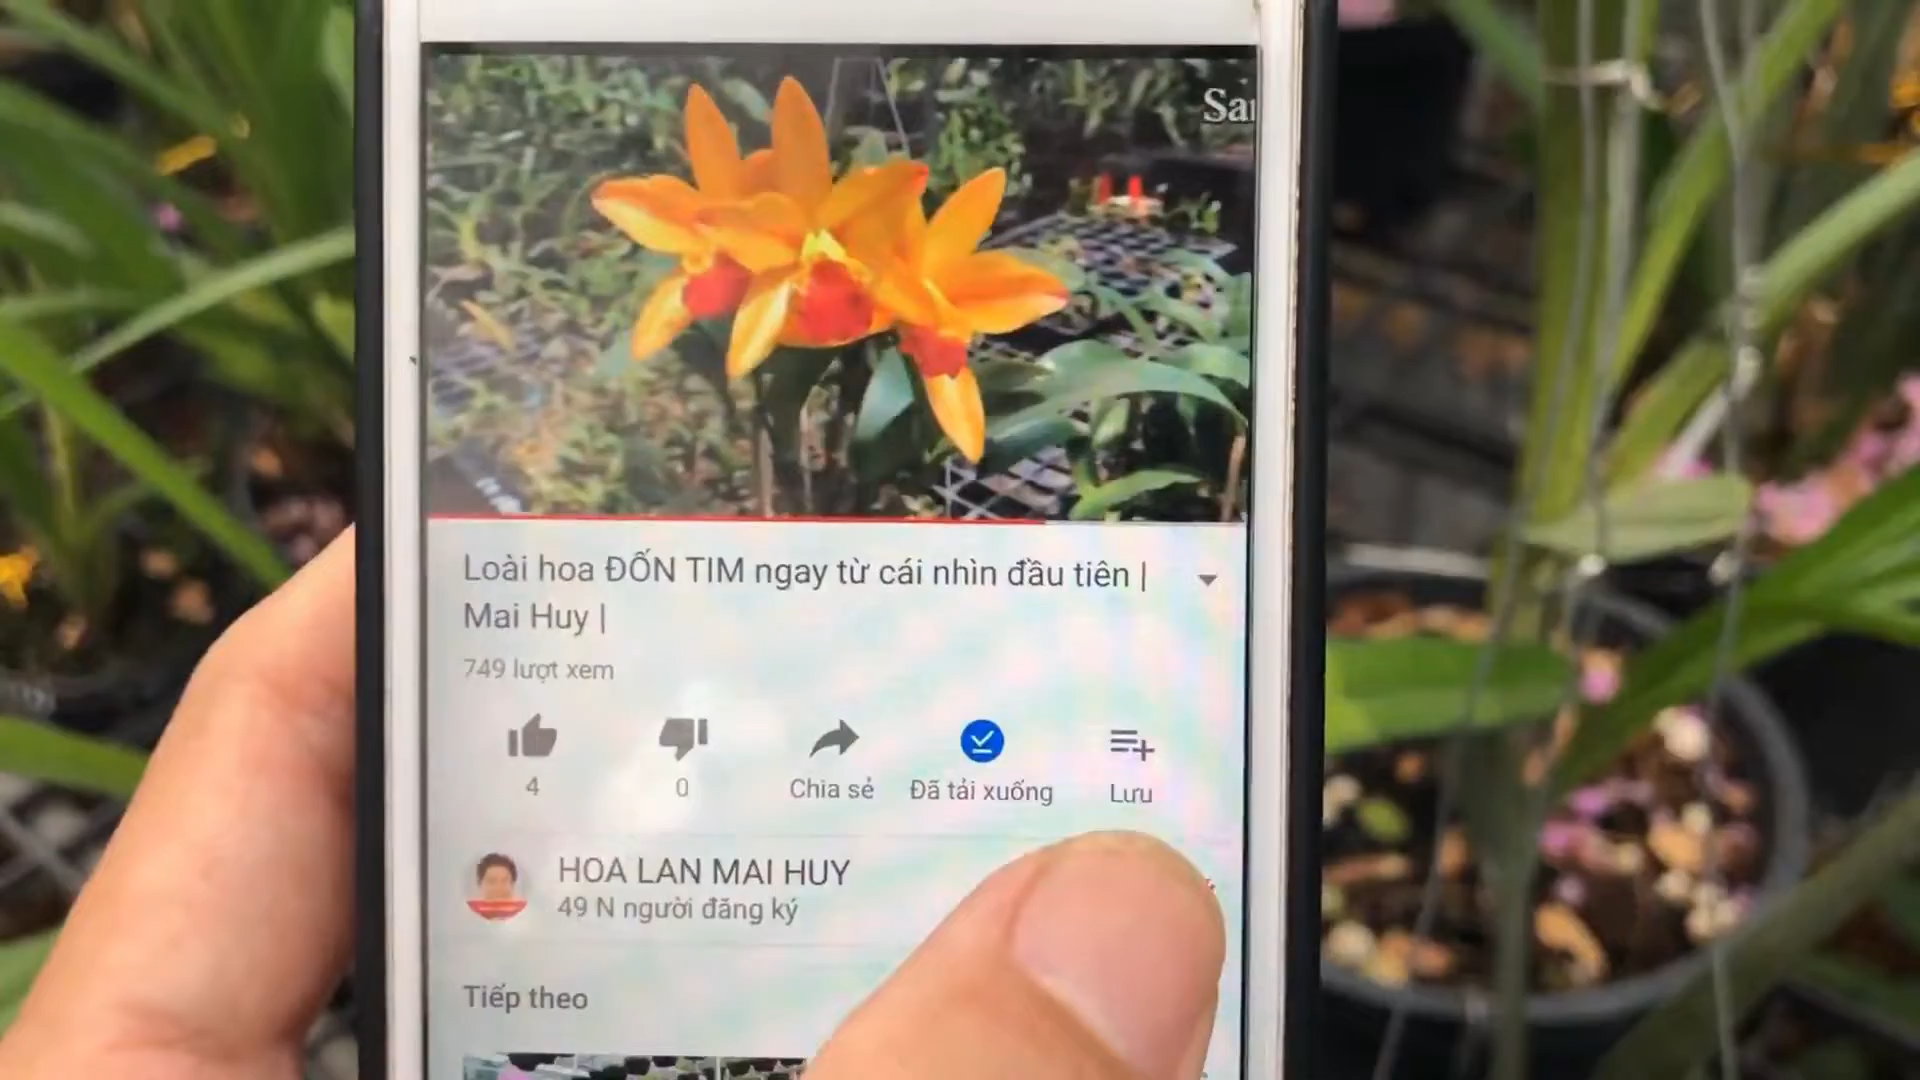 Loài hoa ĐỐN TIM ngay từ cái nhìn đầu tiên |
Mai Huy |
749 lượt xem
4
0
Chia sẻ
Đã tải xuống
Lưu
HOA LAN MAI HUY
49 N người đăng ký
Tiếp theo